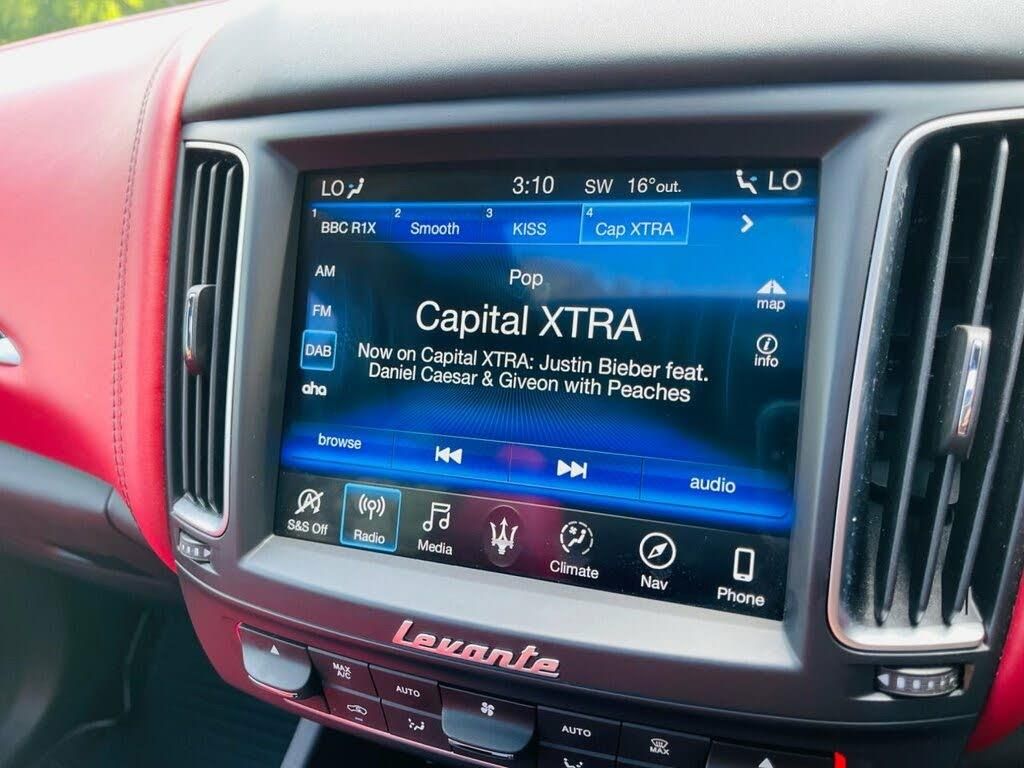 LO
3:10
SW
16°out.
LO
1
BBC R1X
2
Smooth
3
KISS
4
Cap XTRA
AM
FM
DAB
aha
Pop
Capital XTRA
Now on Capital XTRA: Justin Bieber feat.
Daniel Caesar & Giveon with Peaches
map
i
info
browse
audio
S&S Off
Radio
Media
Climate
Nav
Phone
Levante
MAX
A/C
AUTO
AUTO
MAX